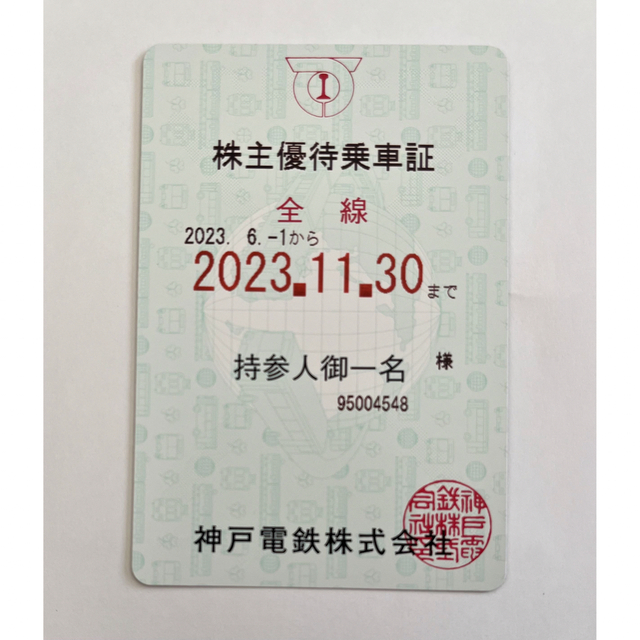 株主優待乗車証
全線
2023. 6.-1から
2023.11.30まで
持参人御一名 様
95004548
神戸電鉄株式会社